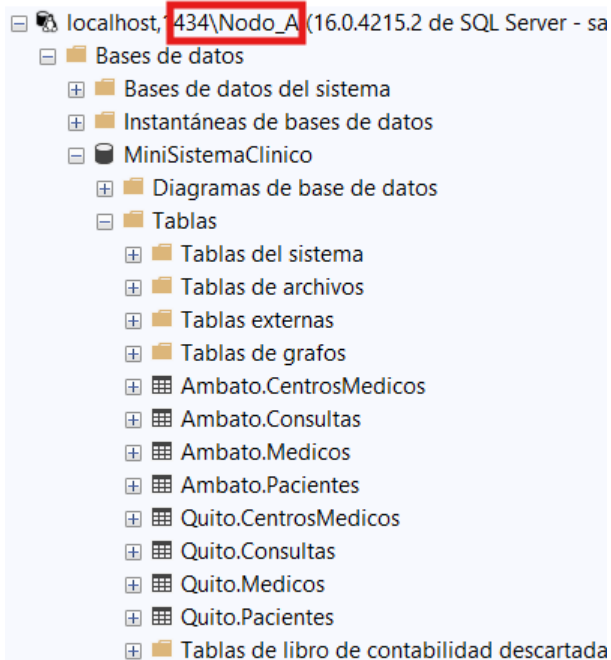 localhost,1434\Nodo_A (16.0.4215.2 de SQL Server - sa
Bases de datos
Bases de datos del sistema
Instantáneas de bases de datos
MiniSistemaClinico
Diagramas de base de datos
Tablas
Tablas del sistema
Tablas de archivos
Tablas externas
Tablas de grafos
Ambato.CentrosMedicos
Ambato.Consultas
Ambato.Medicos
Ambato.Pacientes
Quito.CentrosMedicos
Quito.Consultas
Quito.Medicos
Quito.Pacientes
Tablas de libro de contabilidad descartada